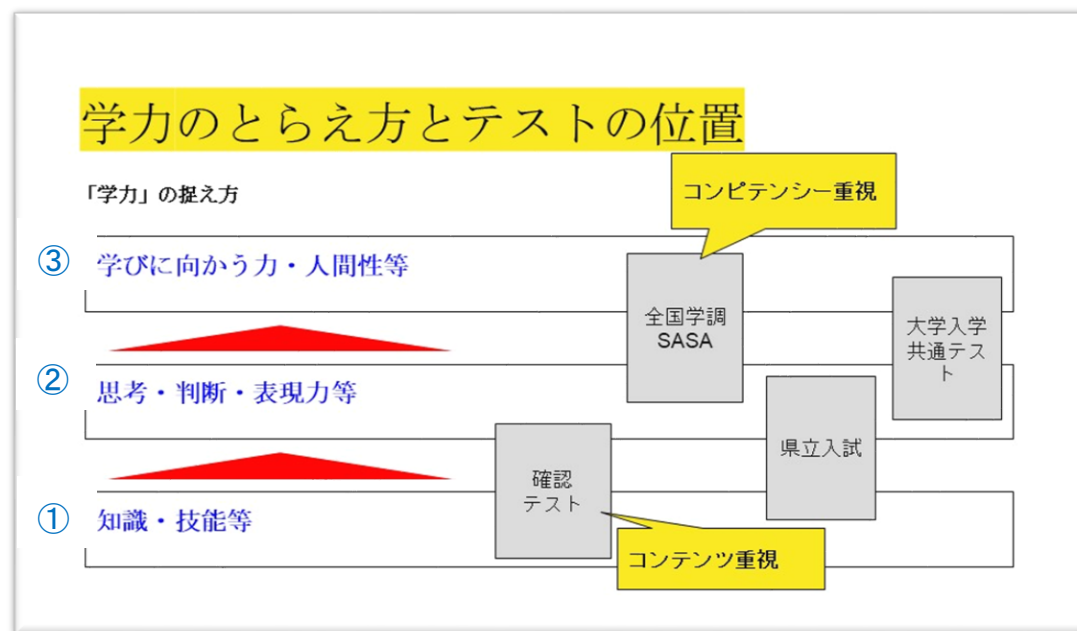 学力のとらえ方とテストの位置
「学力」の捉え方
コンピテンシー重視
③ 学びに向かう力・人間性等
全国学調
SASA
大学入学
共通テス
ト
② 思考・判断・表現力等
県立入試
確認
テスト
① 知識・技能等
コンテンツ重視